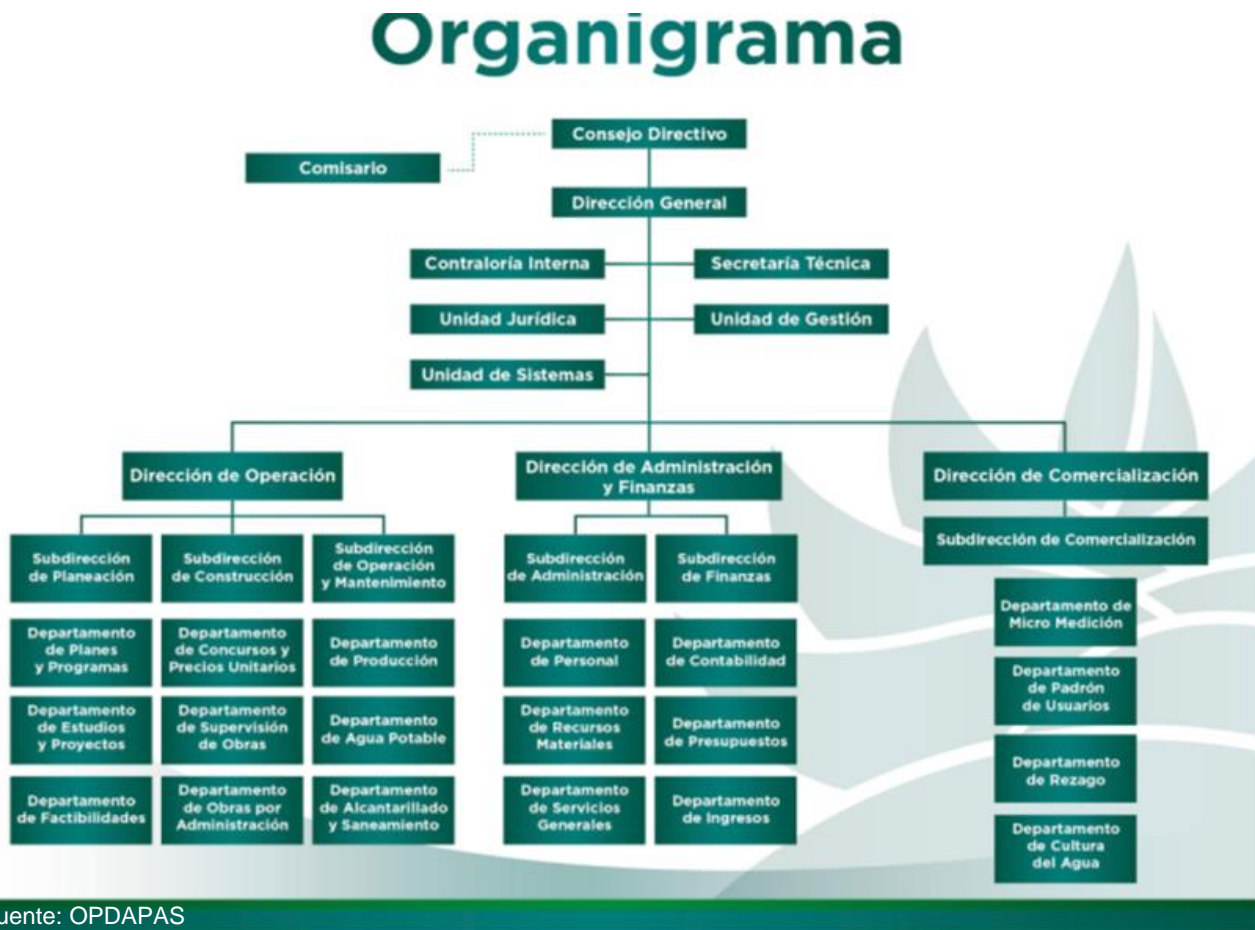 Organigrama
Consejo Directivo
Comisario
Dirección General
Contraloría Interna
Secretaría Técnica
Unidad Jurídica
Unidad de Gestión
Unidad de Sistemas
Dirección de Operación
Dirección de Administración
y Finanzas
Dirección de Comercialización
Subdirección
de Planeación
Subdirección
de Construcción
Subdirección
de Operación
y Mantenimiento
Subdirección
de Administración
Subdirección
de Finanzas
Subdirección de Comercialización
Departamento
de Planes
y Programas
Departamento
de Concursos y
Precios Unitarios
Departamento
de Producción
Departamento
de Personal
Departamento
de Contabilidad
Departamento de
Micro Medición
Departamento
de Estudios
y Proyectos
Departamento
de Supervisión
de Obras
Departamento
de Agua Potable
Departamento
de Recursos
Materiales
Departamento
de Presupuestos
Departamento
de Padrón
de Usuarios
Departamento
de Factibilidades
Departamento
de Obras por
Administración
Departamento
de Alcantarillado
y Saneamiento
Departamento
de Servicios
Generales
Departamento
de Ingresos
Departamento
de Rezago
Departamento
de Cultura
del Agua
uente: OPDAPAS